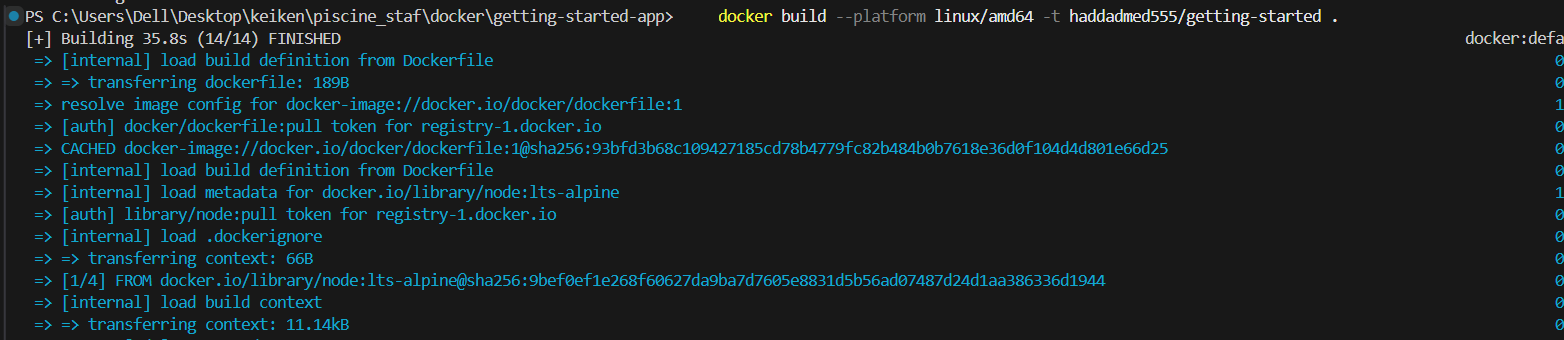 PS C:\Users\Dell\Desktop\keiken\piscine_staf\docker\getting-started-app> docker build --platform linux/amd64 -t haddadmed555/getting-started .
[+] Building 35.8s (14/14) FINISHED docker:defa
=> [internal] load build definition from Dockerfile 0
=> => transferring dockerfile: 189B 0
=> resolve image config for docker-image://docker.io/docker/dockerfile:1 1
=> [auth] docker/dockerfile:pull token for registry-1.docker.io 0
=> CACHED docker-image://docker.io/docker/dockerfile:1@sha256:93bfd3b68c109427185cd78b4779fc82b484b0b7618e36d0f104d4d801e66d25 0
=> [internal] load build definition from Dockerfile 0
=> [internal] load metadata for docker.io/library/node:lts-alpine 1
=> [auth] library/node:pull token for registry-1.docker.io 0
=> [internal] load .dockerignore 0
=> => transferring context: 66B 0
=> [1/4] FROM docker.io/library/node:lts-alpine@sha256:9bef0ef1e268f60627da9ba7d7605e8831d5b56ad07487d24d1aa386336d1944 0
=> [internal] load build context 0
=> => transferring context: 11.14kB 0